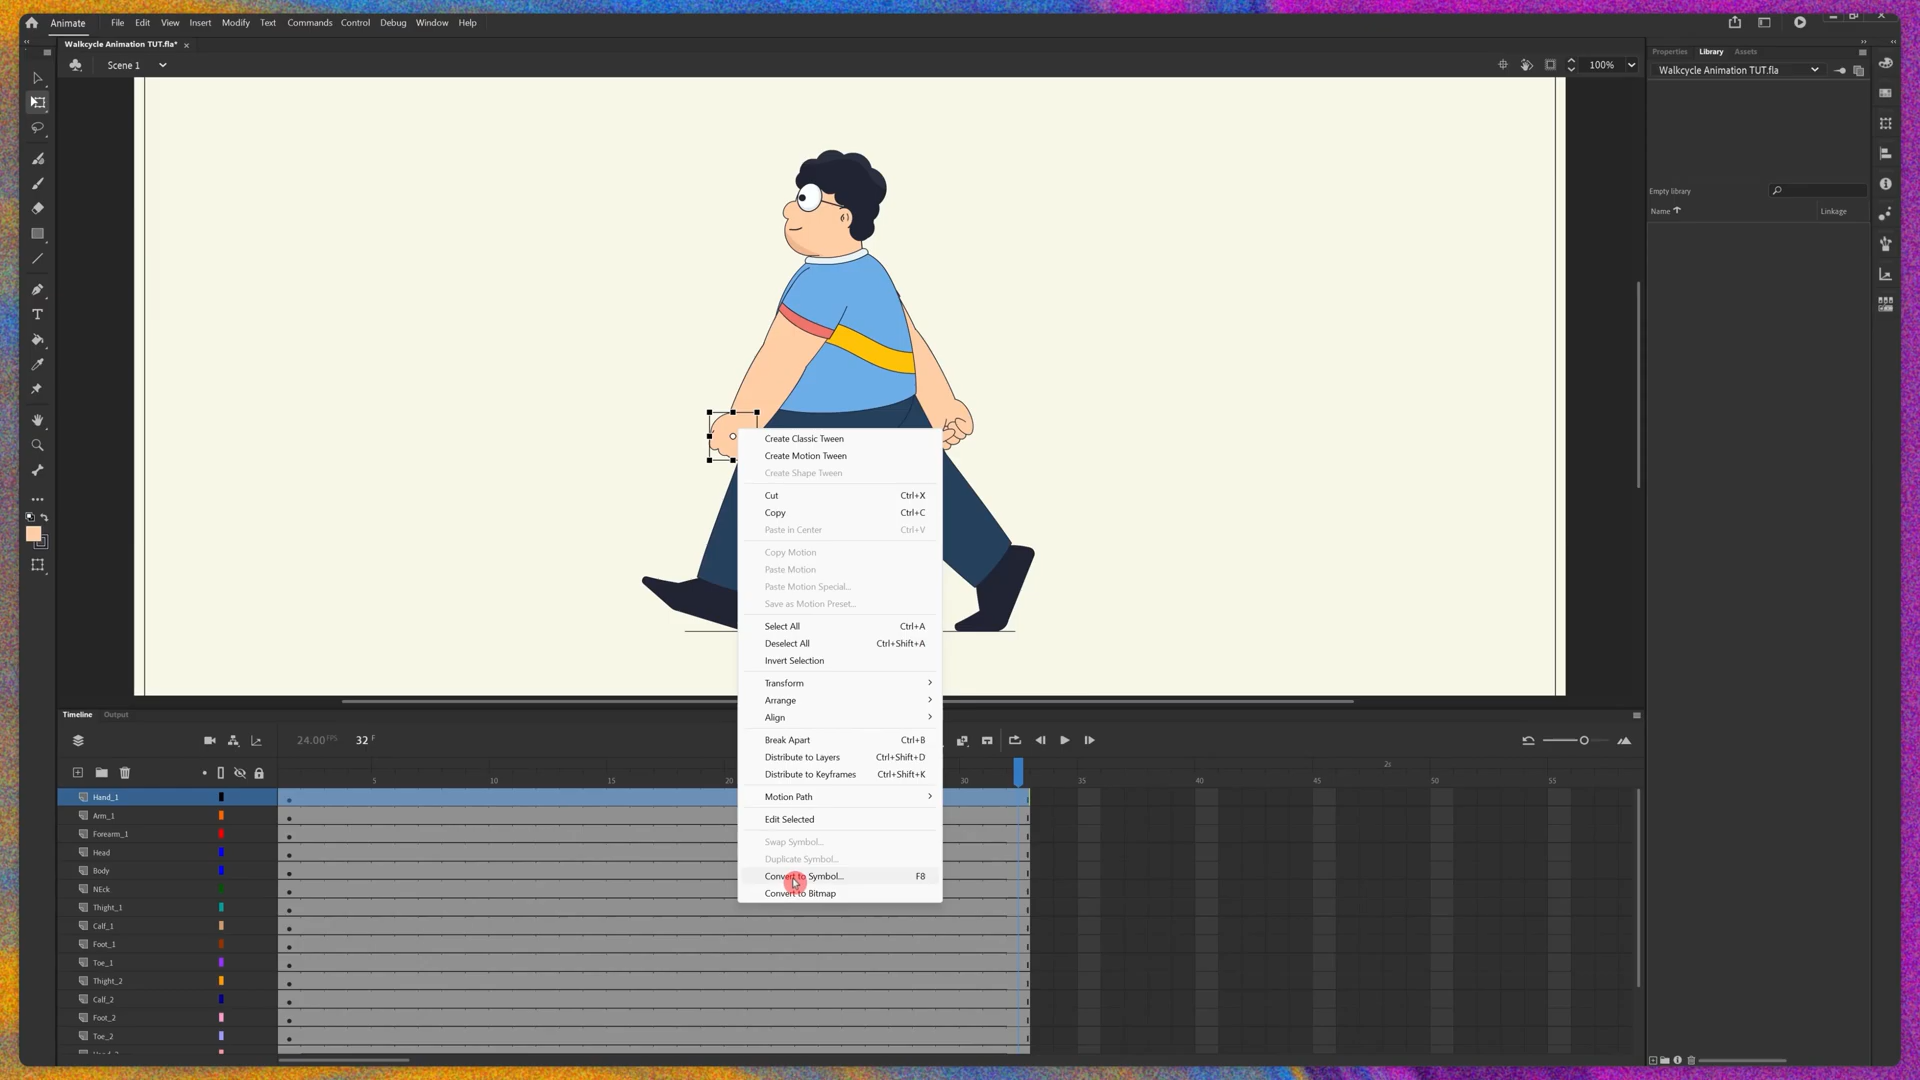 Animate
File Edit View Insert Modify Text Commands Control Debug Window Help
Walkcycle Animation TUT.fla* ×
Scene 1
100%
Properties Library Assets
Walkcycle Animation TUT.fla
Empty library
Name Linkage
Create Classic Tween
Create Motion Tween
Create Shape Tween
Cut Ctrl+X
Copy Ctrl+C
Paste in Center Ctrl+V
Copy Motion
Paste Motion
Paste Motion Special...
Save as Motion Preset...
Select All Ctrl+A
Deselect All Ctrl+Shift+A
Invert Selection
Transform
Arrange
Align
Break Apart Ctrl+B
Distribute to Layers Ctrl+Shift+D
Distribute to Keyframes Ctrl+Shift+K
Motion Path
Edit Selected
Swap Symbol...
Duplicate Symbol...
Convert to Symbol... F8
Convert to Bitmap
Timeline Output
24.00 FPS 32 F
2s
5 10 15 20 30 35 40 45 50 55
Hand_1
Arm_1
Forearm_1
Head
Body
NEck
Thight_1
Calf_1
Foot_1
Toe_1
Thight_2
Calf_2
Foot_2
Toe_2